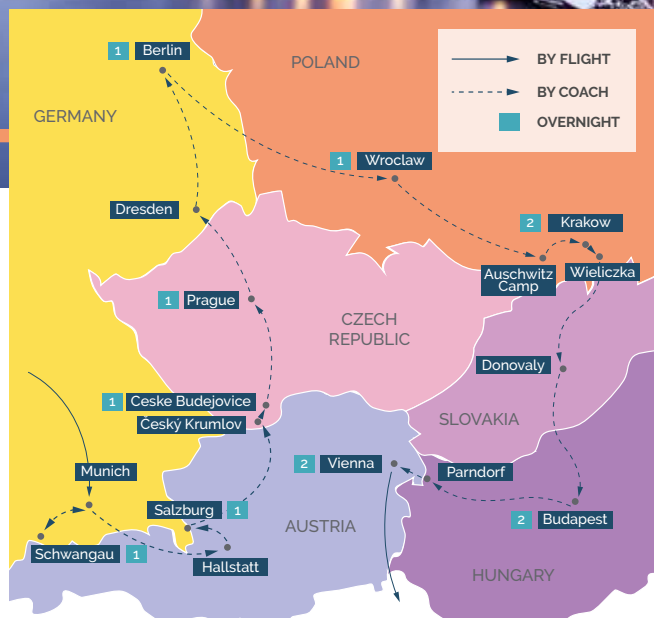 1 Berlin
POLAND
BY FLIGHT
BY COACH
OVERNIGHT
GERMANY
1 Wroclaw
Dresden
2 Krakow
Auschwitz
Camp
Wieliczka
1 Prague
CZECH
REPUBLIC
Donovaly
1 Ceske Budejovice
Český Krumlov
SLOVAKIA
Munich
2 Vienna
Parndorf
Salzburg 1
AUSTRIA
2 Budapest
Schwangau 1
Hallstatt
HUNGARY